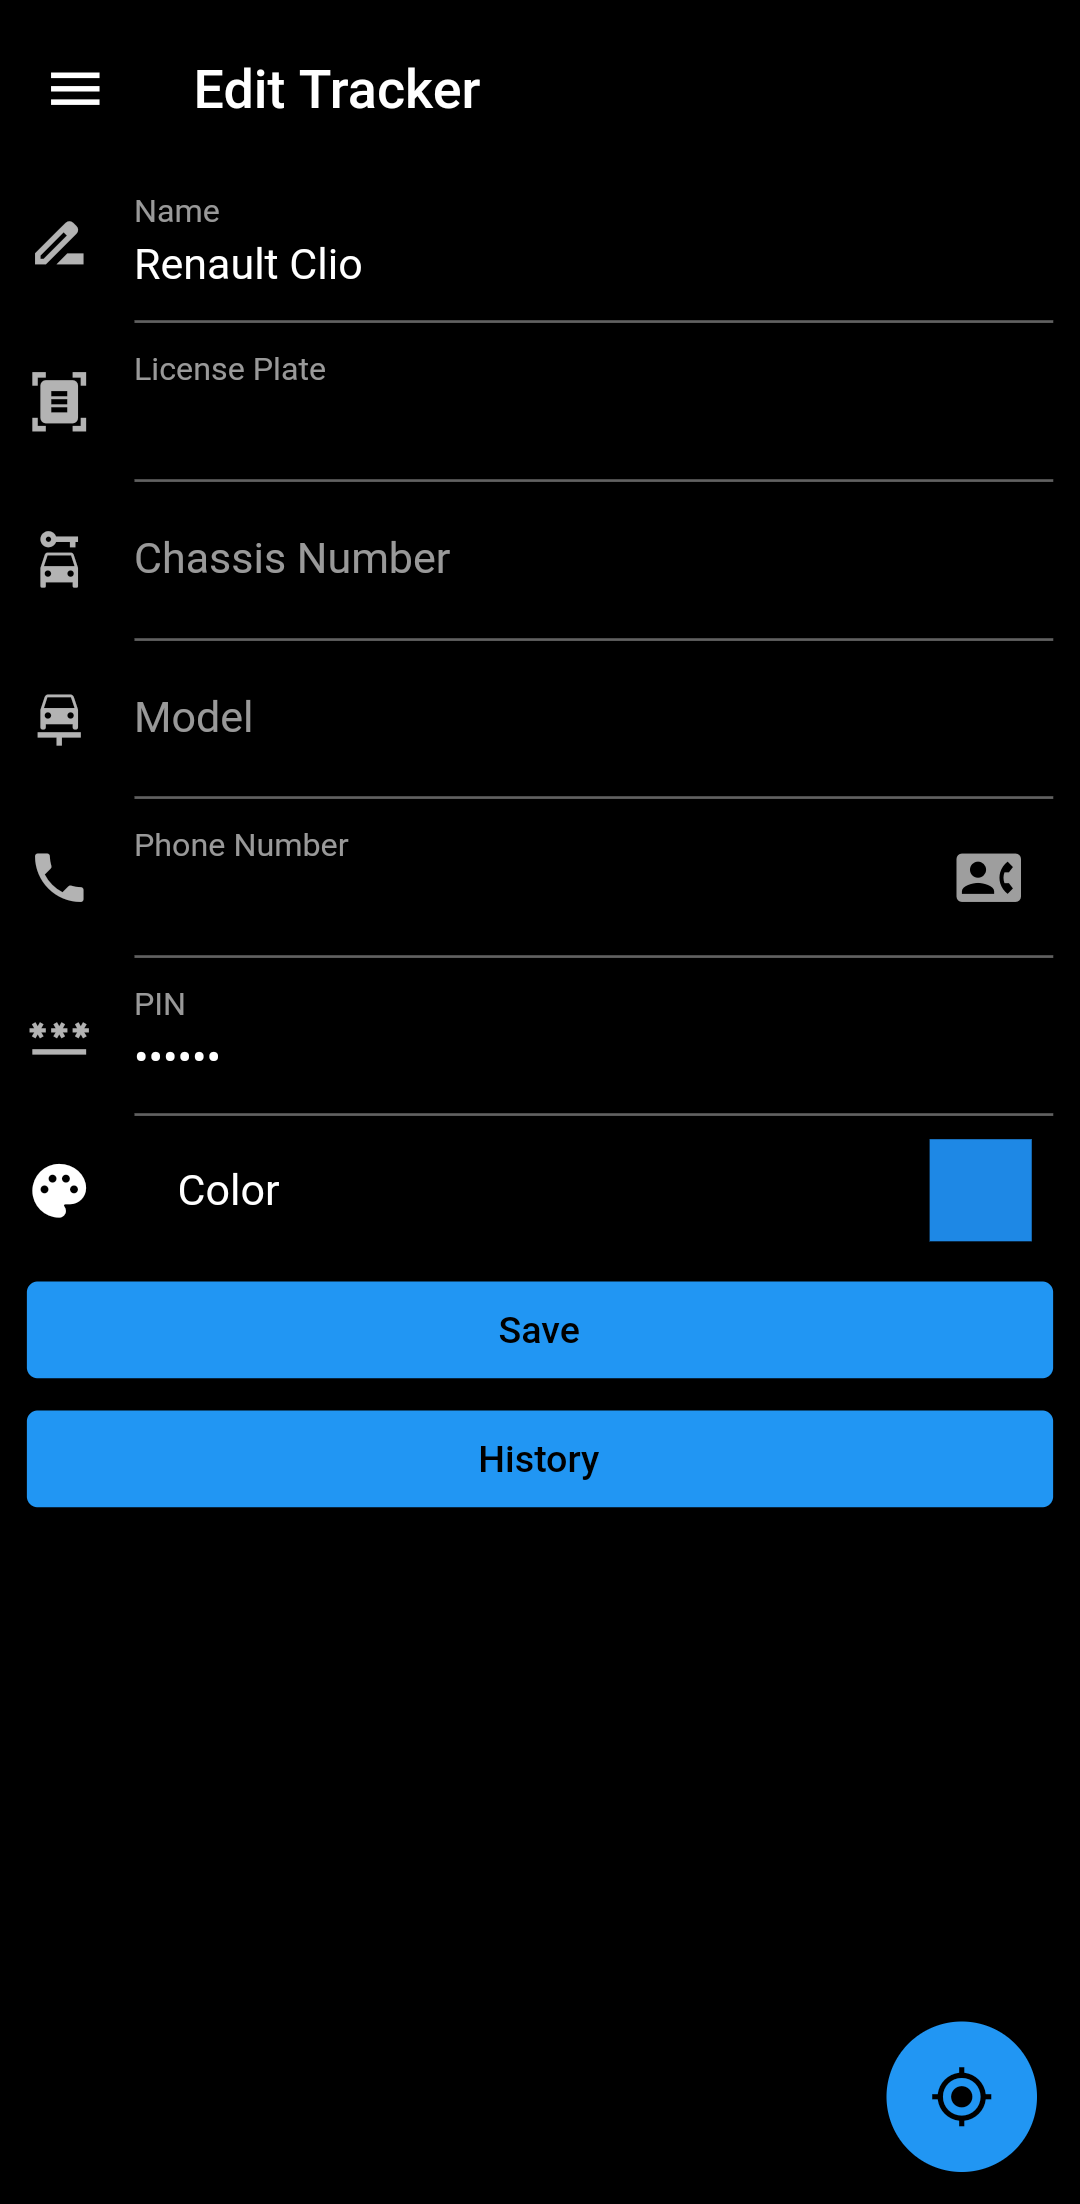 Edit Tracker
Name
Renault Clio
License Plate
Chassis Number
Model
Phone Number
PIN
••••••
Color
Save
History